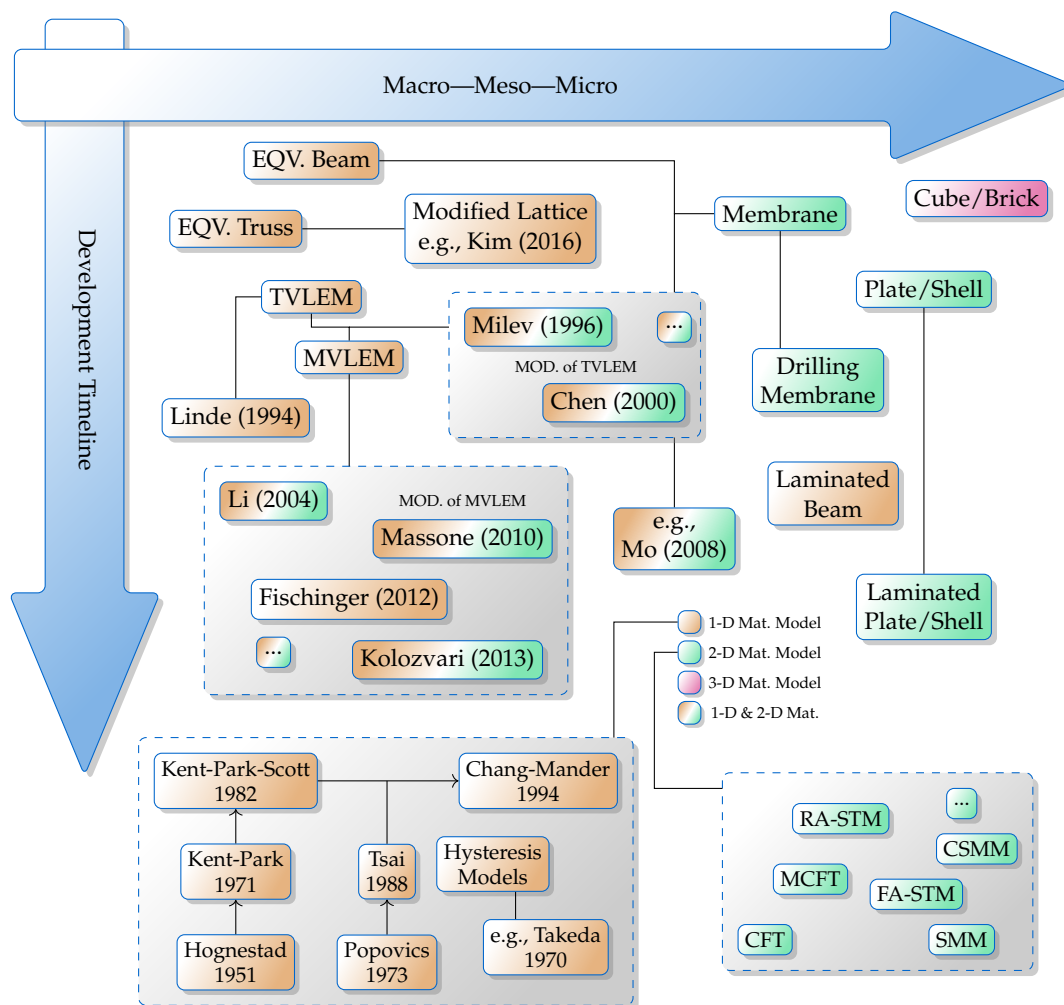 Macro—Meso—Micro
Development Timeline
EQV. Beam
EQV. Truss
Modified Lattice
e.g., Kim (2016)
Membrane
Cube/Brick
TVLEM
MVLEM
Linde (1994)
Milev (1996)
...
MOD. of TVLEM
Chen (2000)
Plate/Shell
Drilling
Membrane
Li (2004)
MOD. of MVLEM
Massone (2010)
Fischinger (2012)
...
Kolozvari (2013)
e.g.,
Mo (2008)
Laminated
Beam
Laminated
Plate/Shell
1-D Mat. Model
2-D Mat. Model
3-D Mat. Model
1-D & 2-D Mat.
Kent-Park-Scott
1982
Chang-Mander
1994
Kent-Park
1971
Tsai
1988
Hysteresis
Models
Hognestad
1951
Popovics
1973
e.g., Takeda
1970
...
RA-STM
CSMM
MCFT
FA-STM
CFT
SMM